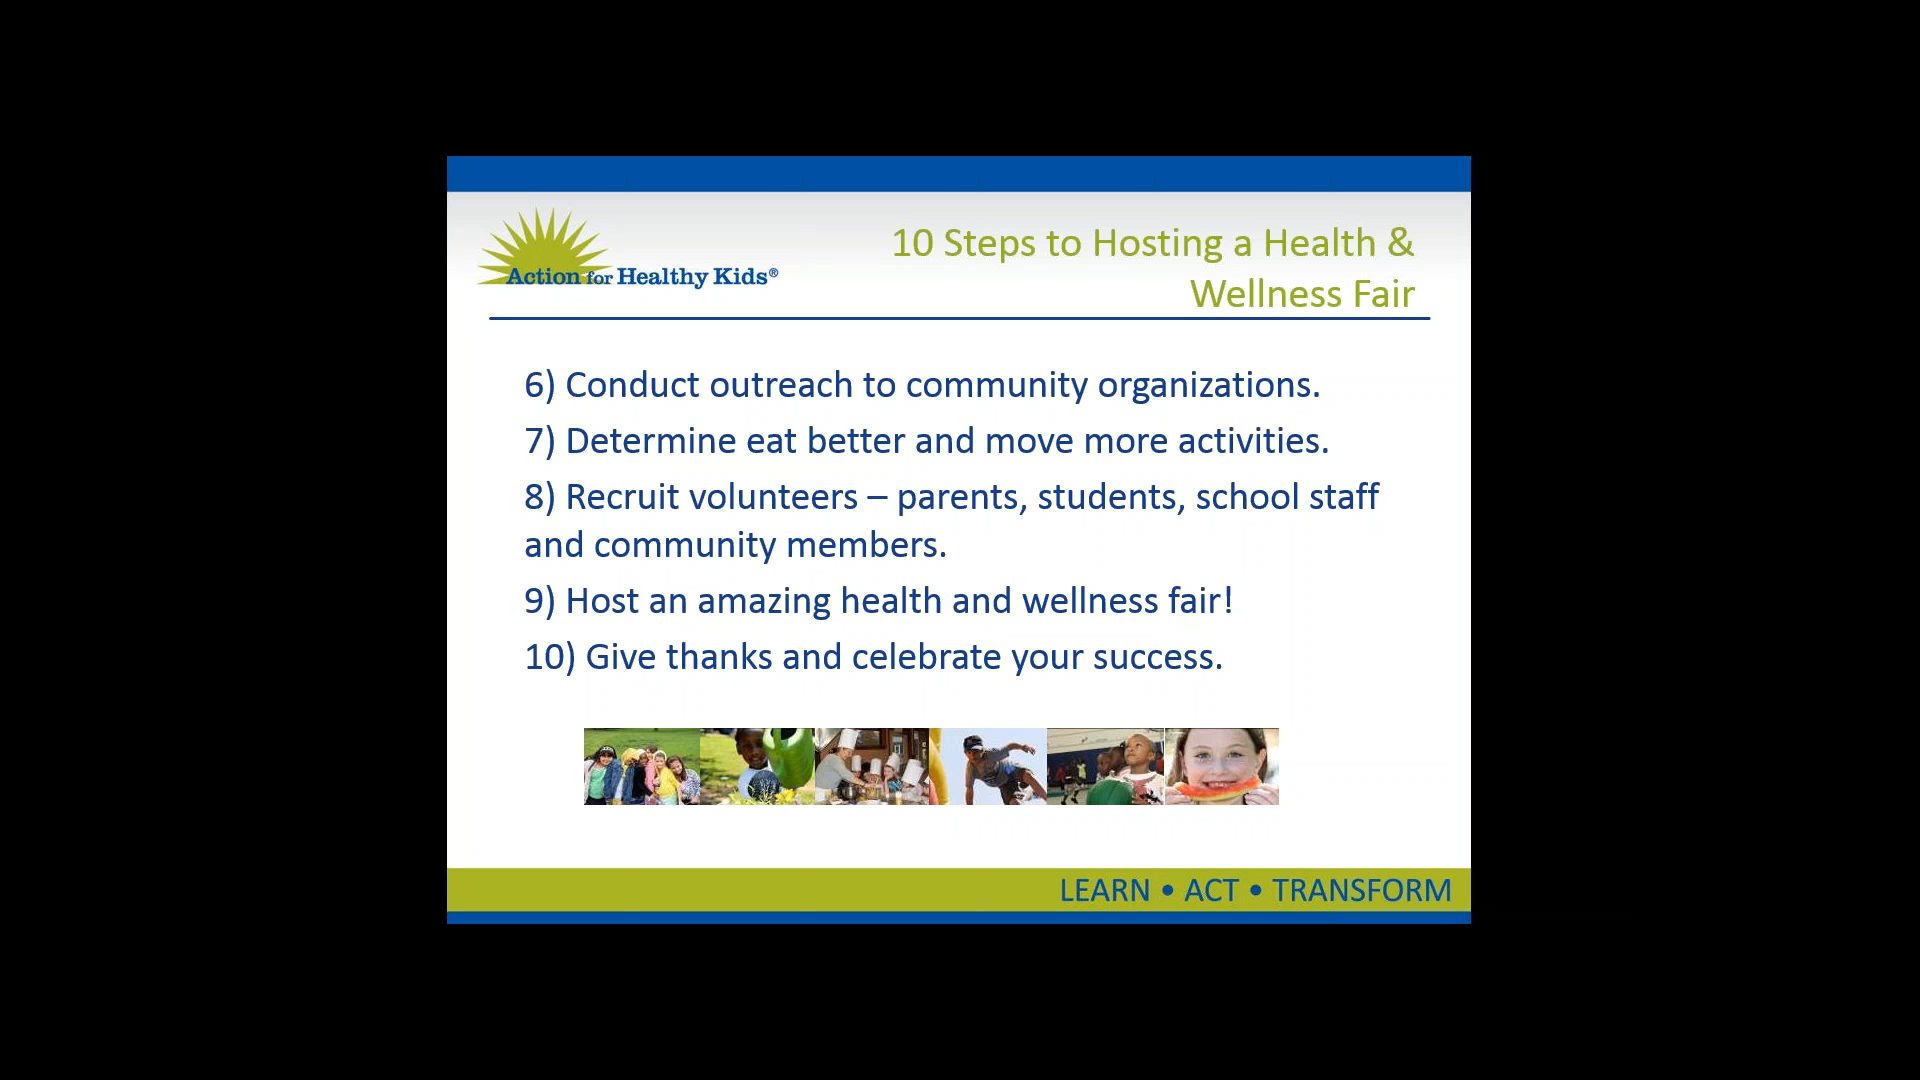 Action for Healthy Kids®
10 Steps to Hosting a Health &
Wellness Fair
6) Conduct outreach to community organizations.
7) Determine eat better and move more activities.
8) Recruit volunteers – parents, students, school staff
and community members.
9) Host an amazing health and wellness fair!
10) Give thanks and celebrate your success.
LEARN • ACT • TRANSFORM